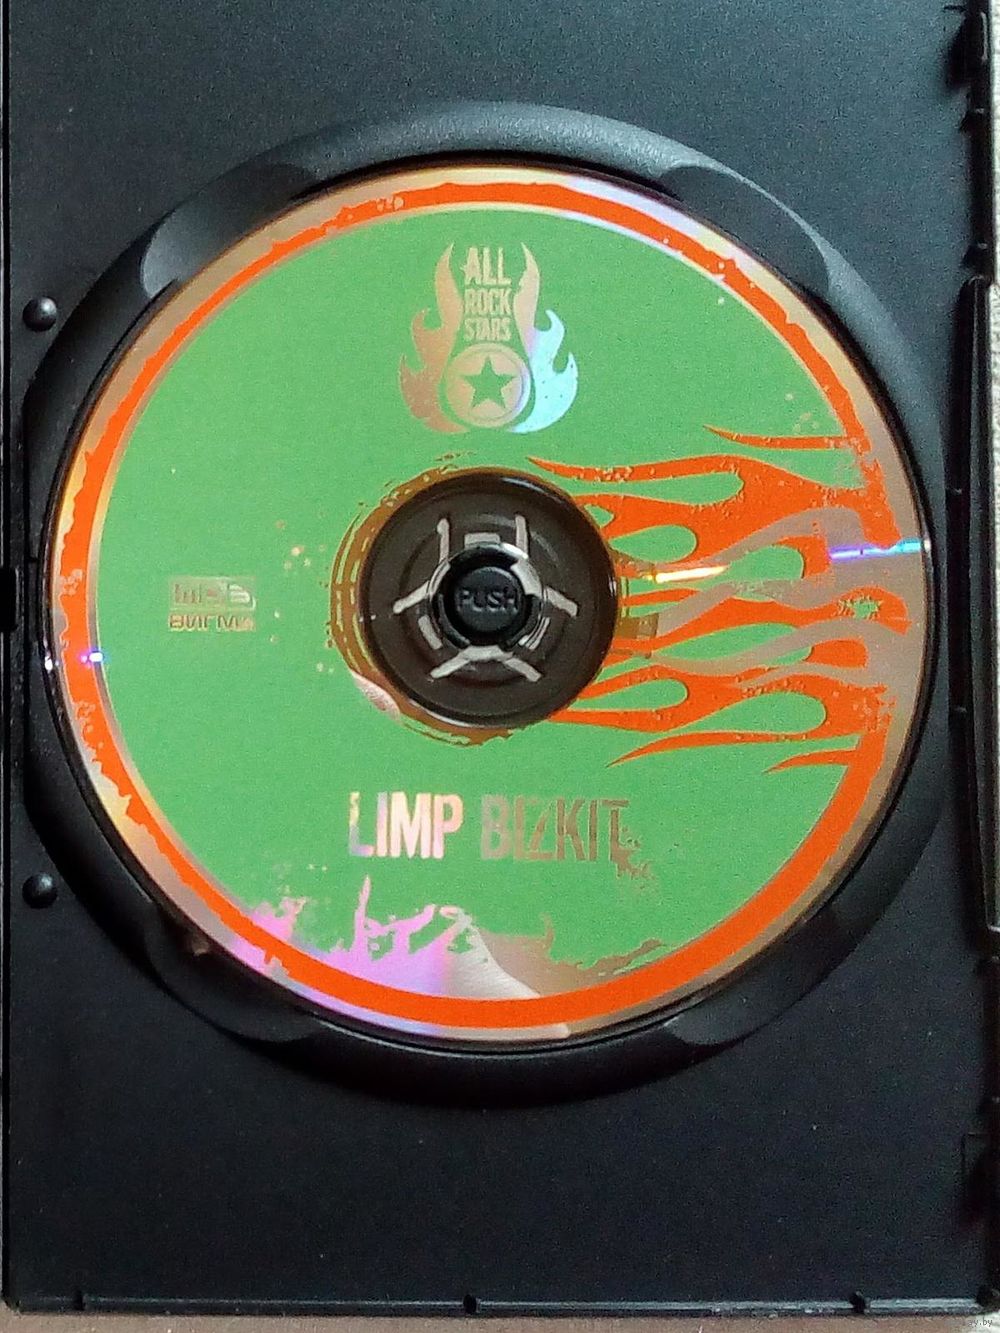 ALL
ROCK
STARS
PUSH
LIMP BIZKIT